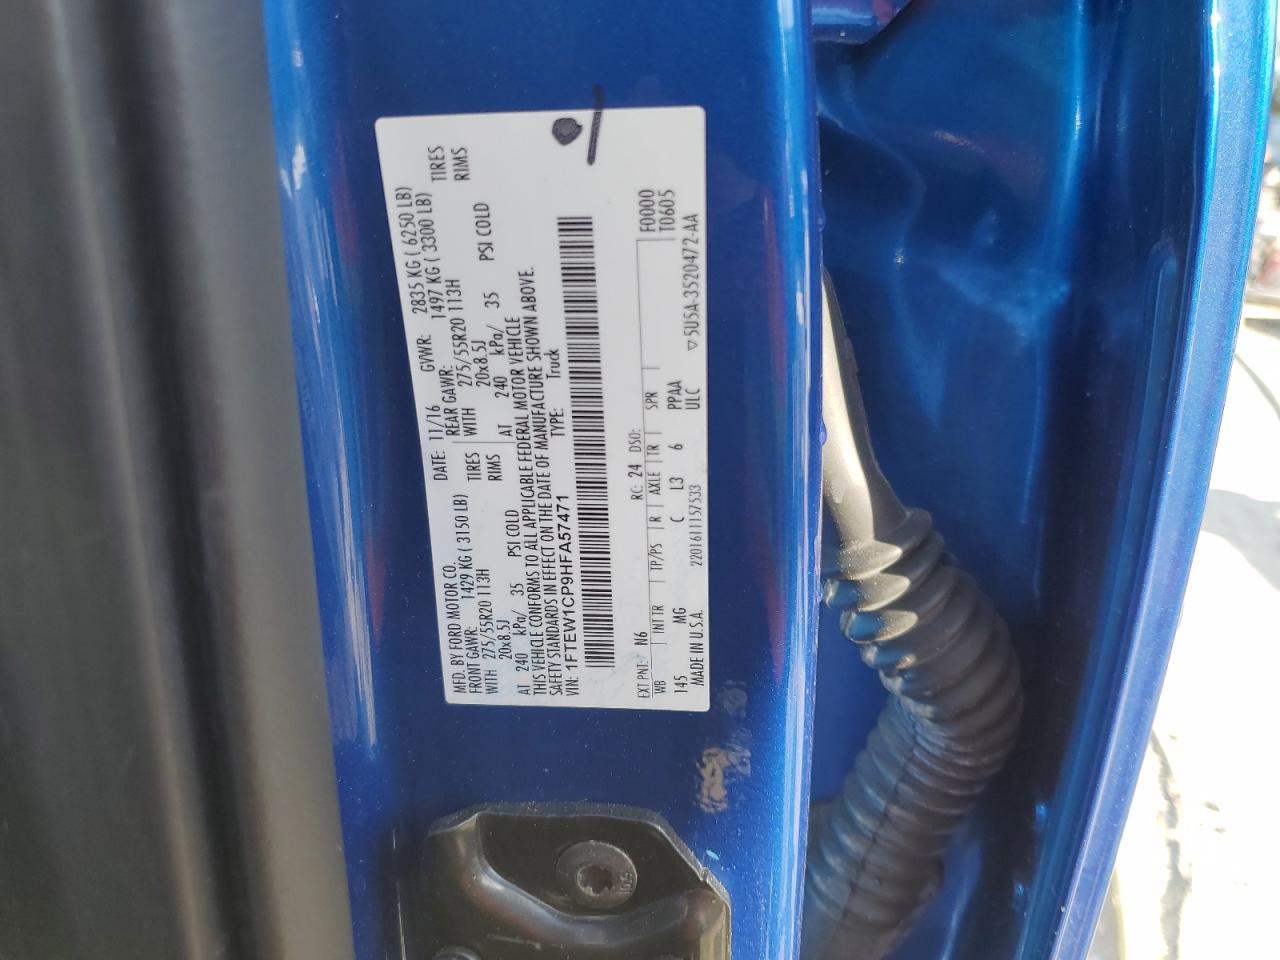 MFD. BY FORD MOTOR CO. DATE: 11/16 GVWR: 2835 KG ( 6250 LB)
FRONT GAWR: 1429 KG ( 3150 LB) REAR GAWR: 1497 KG ( 3300 LB)
WITH 275/55R20 113H TIRES WITH 275/55R20 113H TIRES
20x8.5J RIMS 20x8.5J RIMS
AT 240 kPa/ 35 PSI COLD AT 240 kPa/ 35 PSI COLD
THIS VEHICLE CONFORMS TO ALL APPLICABLE FEDERAL MOTOR VEHICLE
SAFETY STANDARDS IN EFFECT ON THE DATE OF MANUFACTURE SHOWN ABOVE.
VIN: 1FTEW1CP9HFA57471 TYPE: Truck
EXT PNT: N6 RC: 24 DSO: F0000
WB INT TR TP/PS R AXLE TR SPR T0605
145 MG C L3 6 PPAA
MADE IN U.S.A. 2201611157533 ULC ▽5U5A-3520472-AA